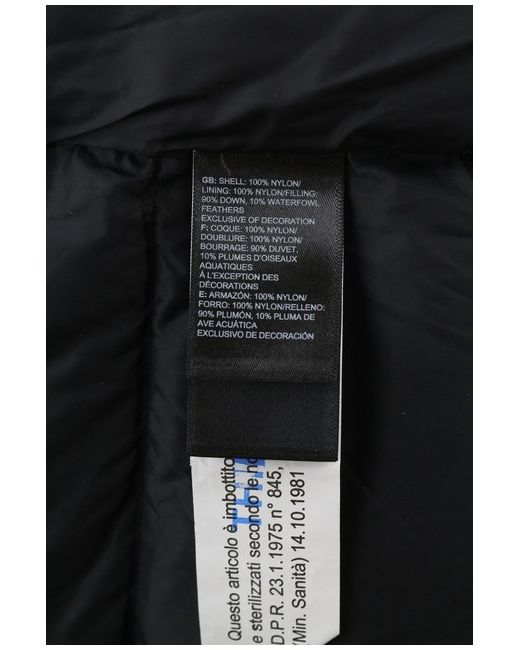 GB: SHELL: 100% NYLON/
LINING: 100% NYLON/FILLING:
90% DOWN, 10% WATERFOWL
FEATHERS
EXCLUSIVE OF DECORATION
F: COQUE: 100% NYLON/
DOUBLURE: 100% NYLON/
BOURRAGE: 90% DUVET,
10% PLUMES D'OISEAUX
AQUATIQUES
À L'EXCEPTION DES
DÉCORATIONS
E: ARMAZÓN: 100% NYLON/
FORRO: 100% NYLON/RELLENO:
90% PLUMÓN, 10% PLUMA DE
AVE ACUÁTICA
EXCLUSIVO DE DECORACIÓN
Questo articolo è imbottito
e sterilizzati secondo le
D.P.R. 23.1.1975 n° 845,
(Min. Sanità) 14.10.1981